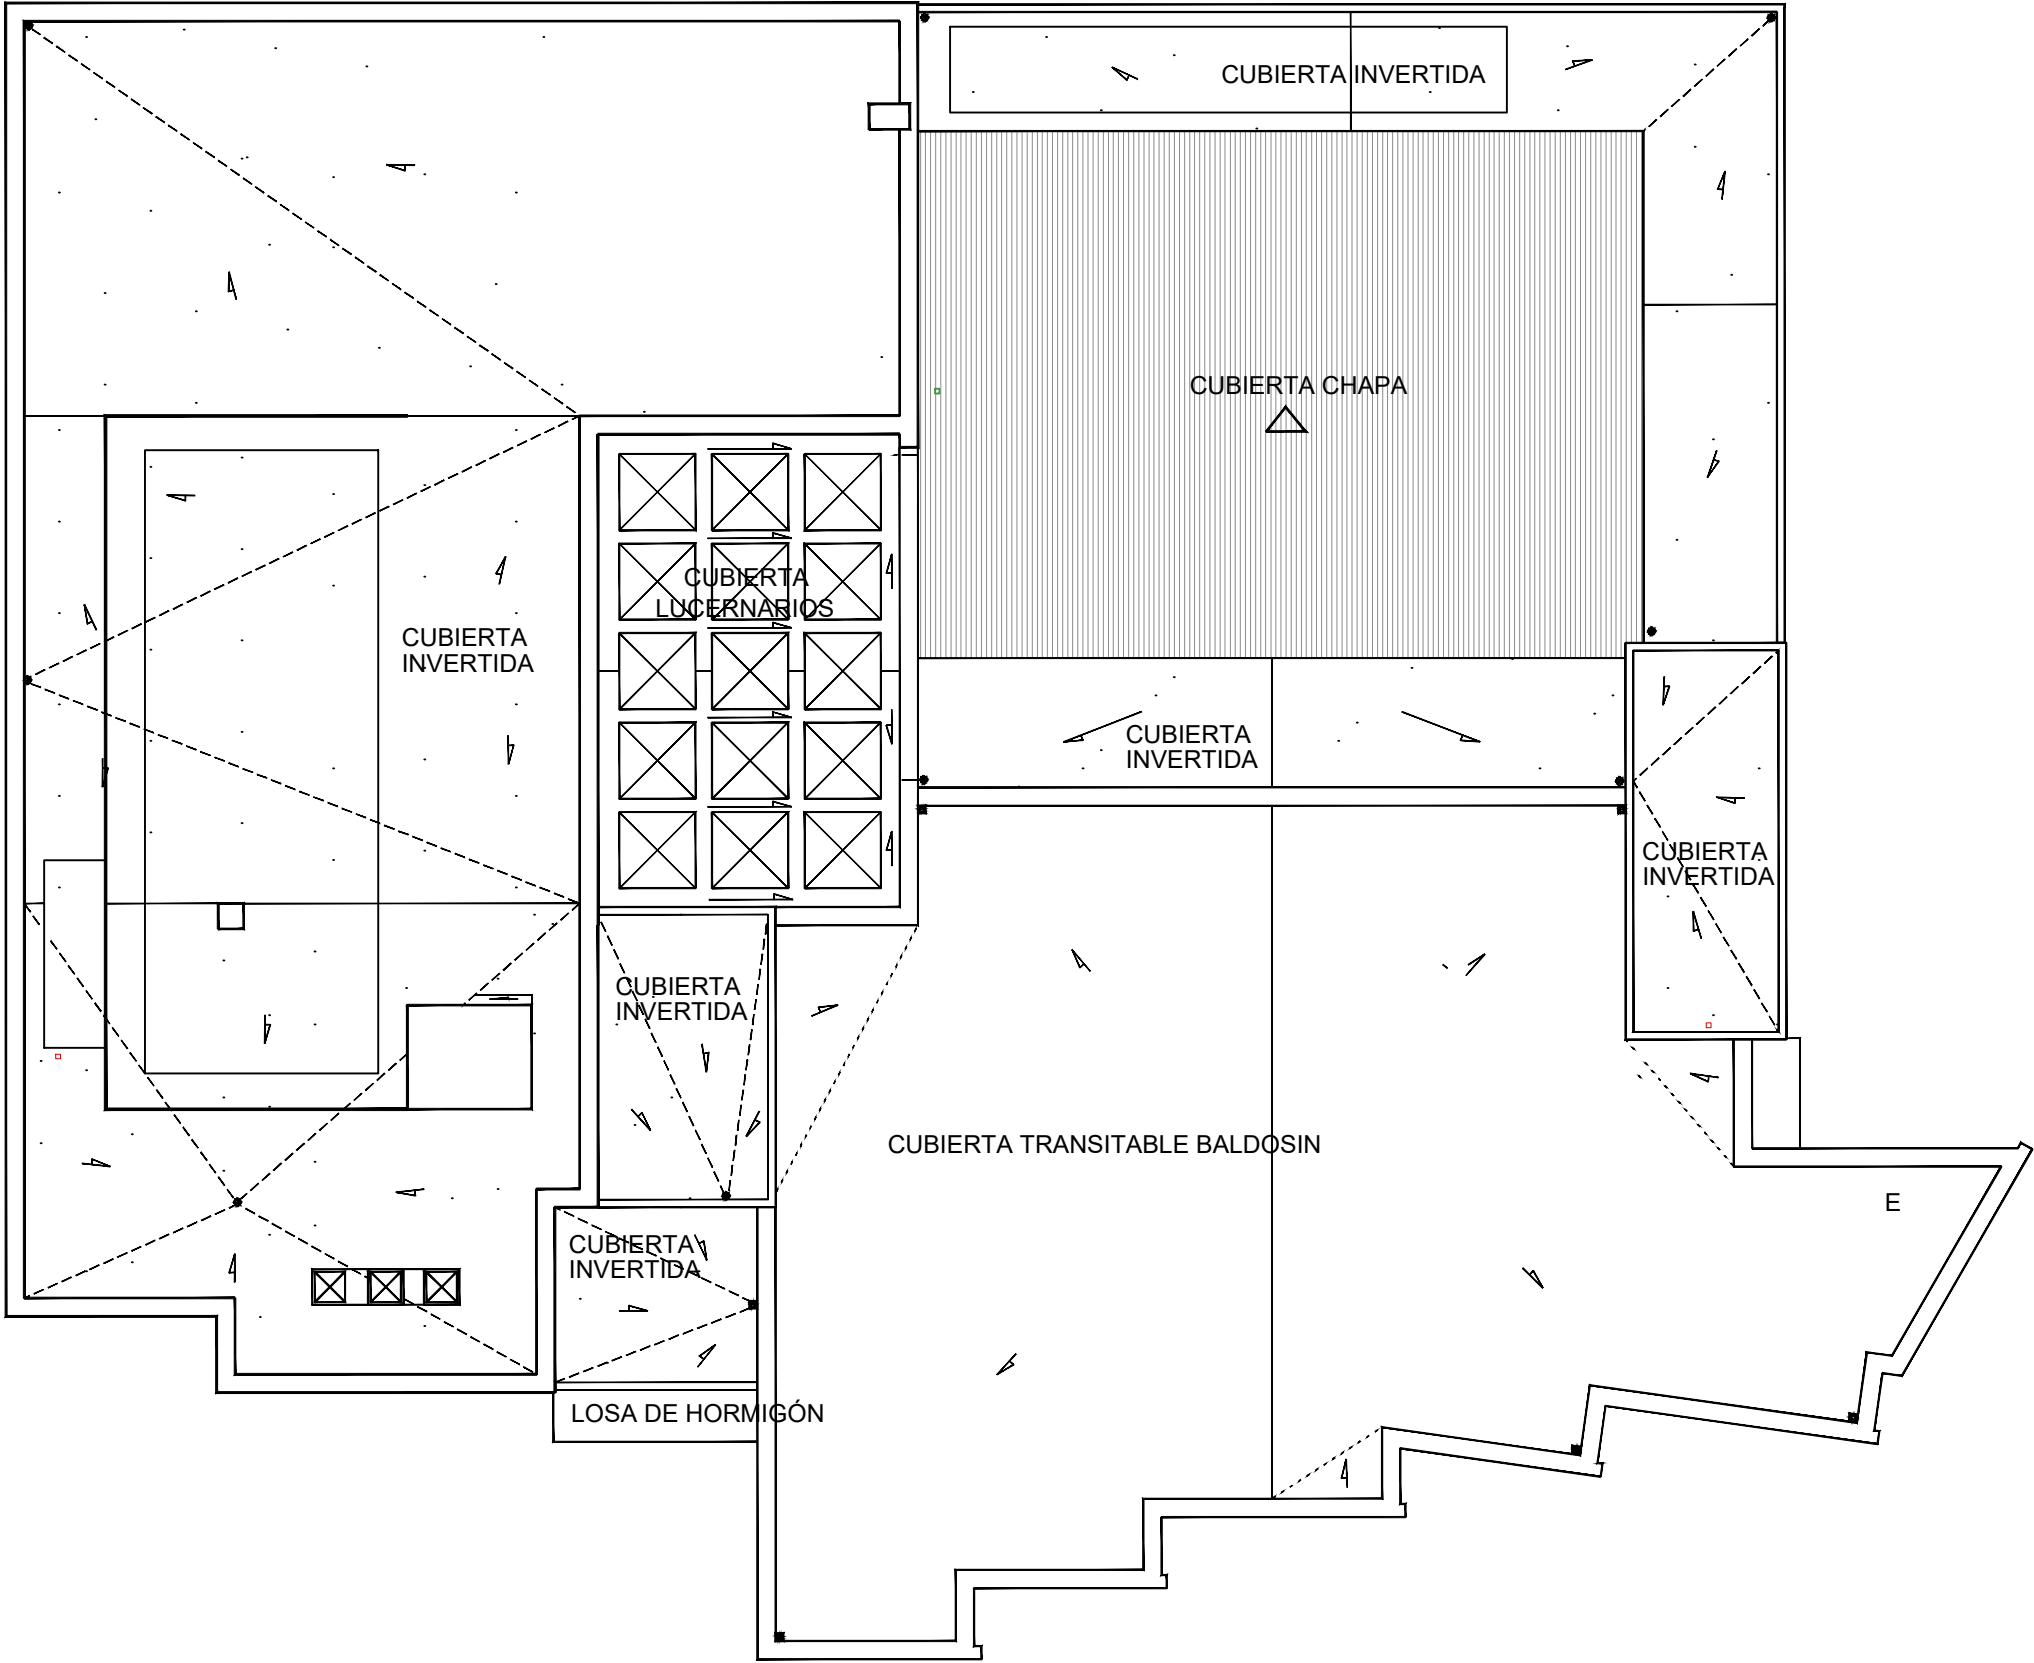 CUBIERTA INVERTIDA
CUBIERTA CHAPA
CUBIERTA
LUCERNARIOS
CUBIERTA
INVERTIDA
CUBIERTA
INVERTIDA
CUBIERTA
INVERTIDA
CUBIERTA
INVERTIDA
CUBIERTA TRANSITABLE BALDOSIN
E
CUBIERTA
INVERTIDA
LOSA DE HORMIGÓN